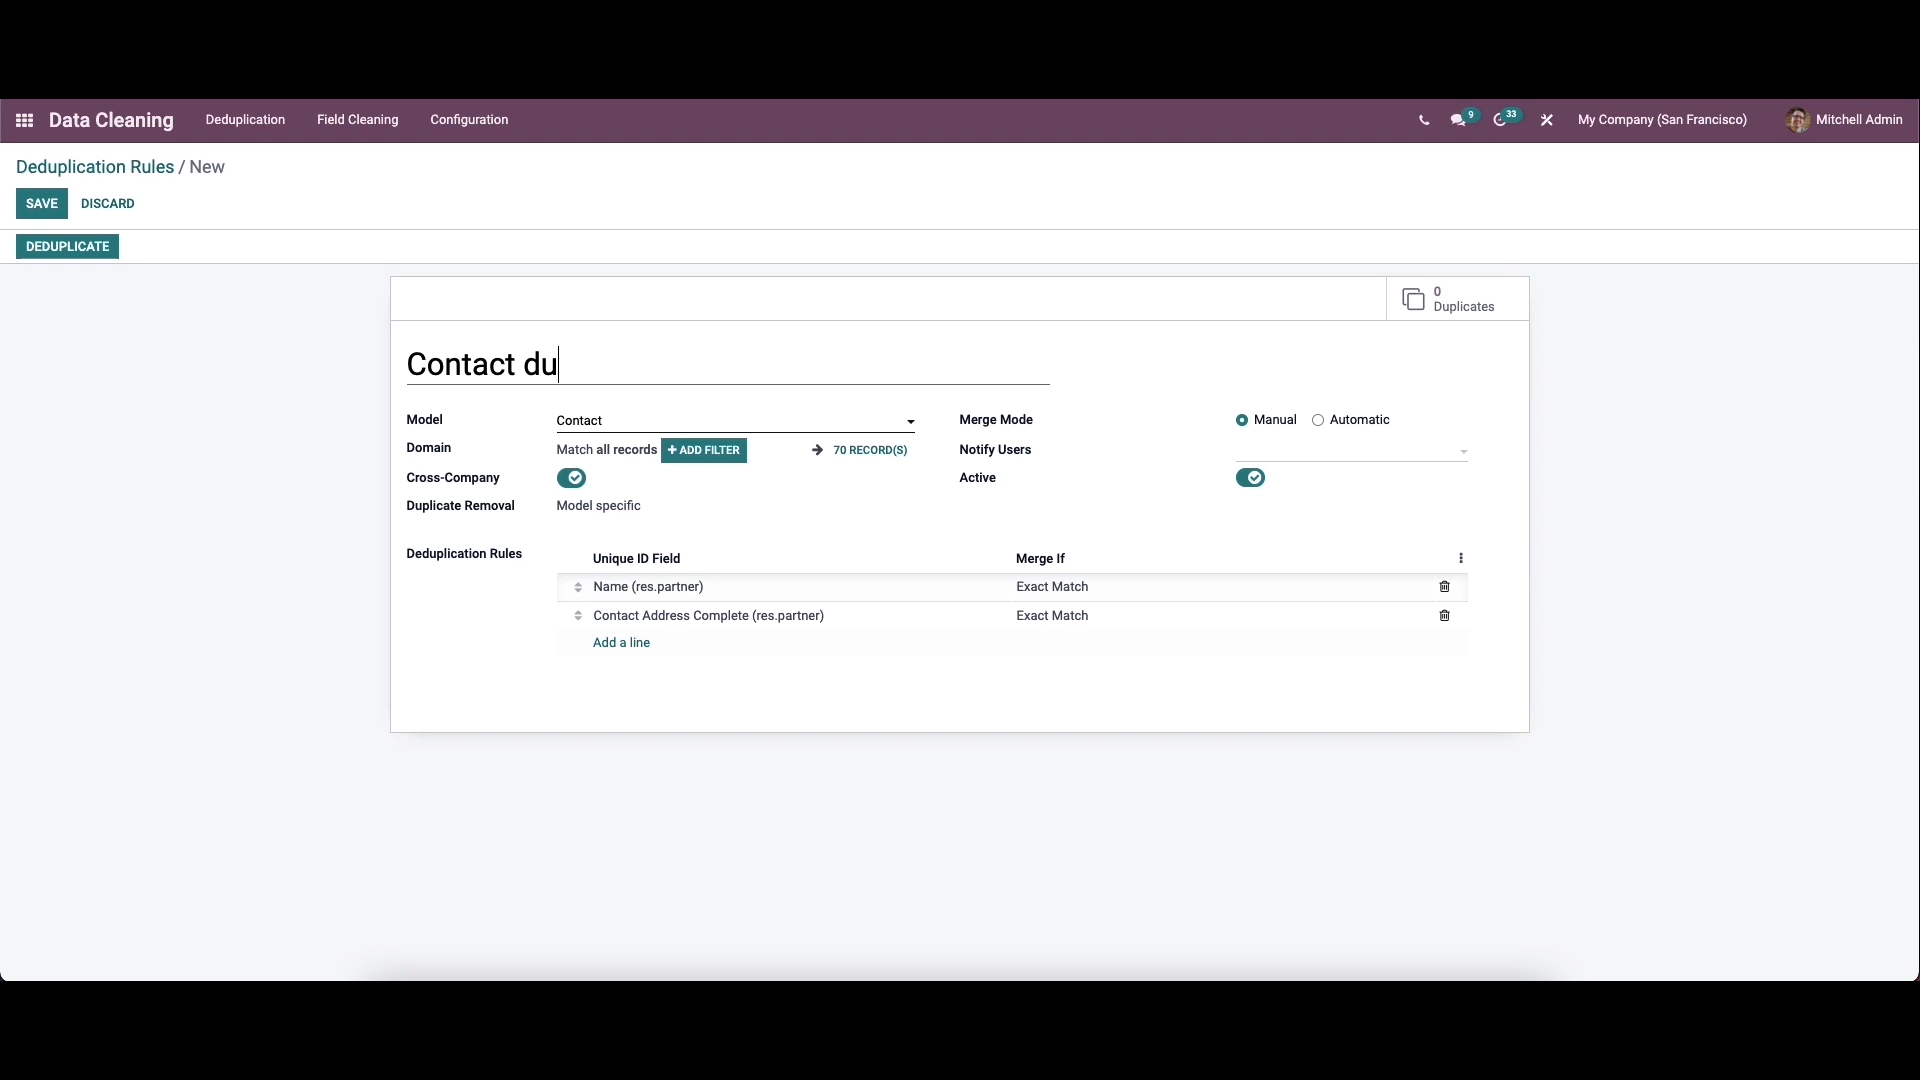 Data Cleaning Deduplication Field Cleaning Configuration 9 33 My Company (San Francisco) Mitchell Admin
Deduplication Rules / New
SAVE DISCARD
DEDUPLICATE
0
Duplicates
Contact du
Model Contact Merge Mode Manual Automatic
Domain Match all records + ADD FILTER 70 RECORD(S) Notify Users
Cross-Company Active
Duplicate Removal Model specific
Deduplication Rules Unique ID Field Merge If
Name (res.partner) Exact Match
Contact Address Complete (res.partner) Exact Match
Add a line